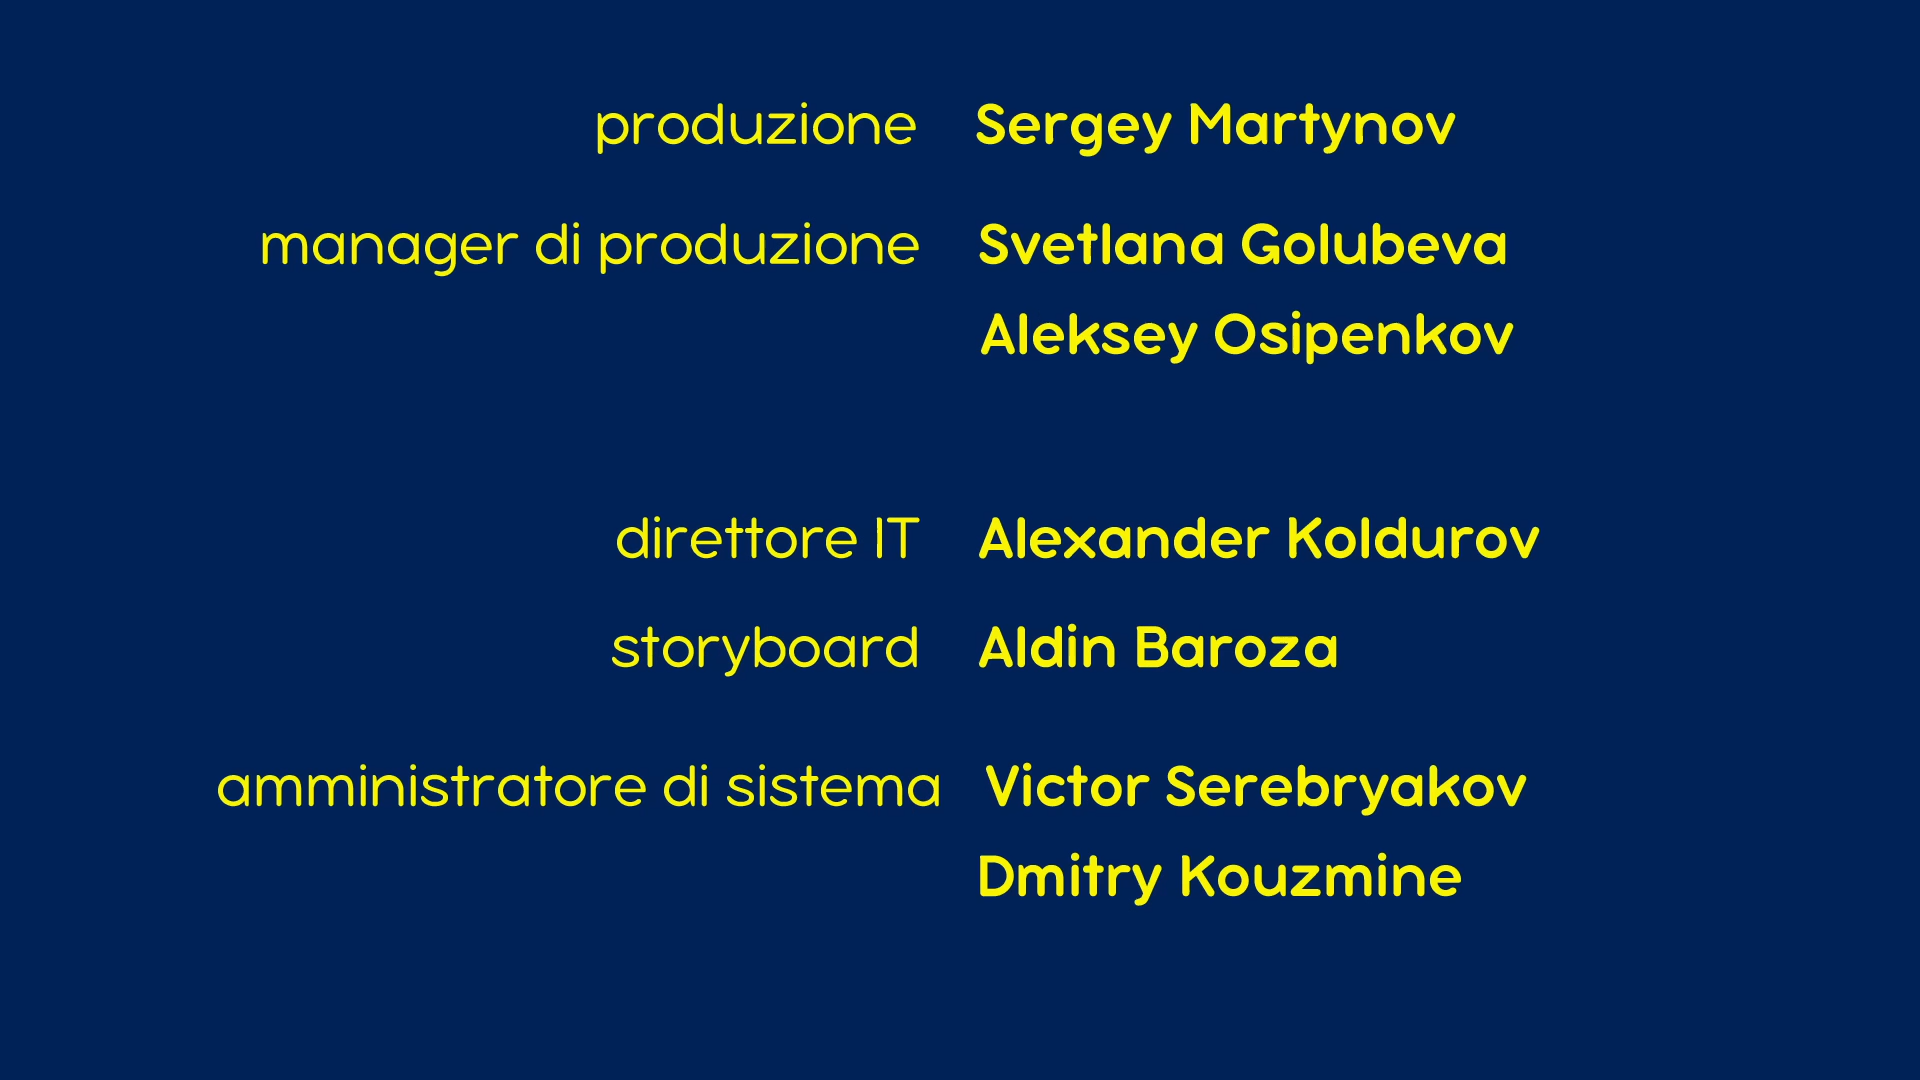 produzione Sergey Martynov
manager di produzione Svetlana Golubeva
Aleksey Osipenkov
direttore IT Alexander Koldurov
storyboard Aldin Baroza
amministratore di sistema Victor Serebryakov
Dmitry Kouzmine